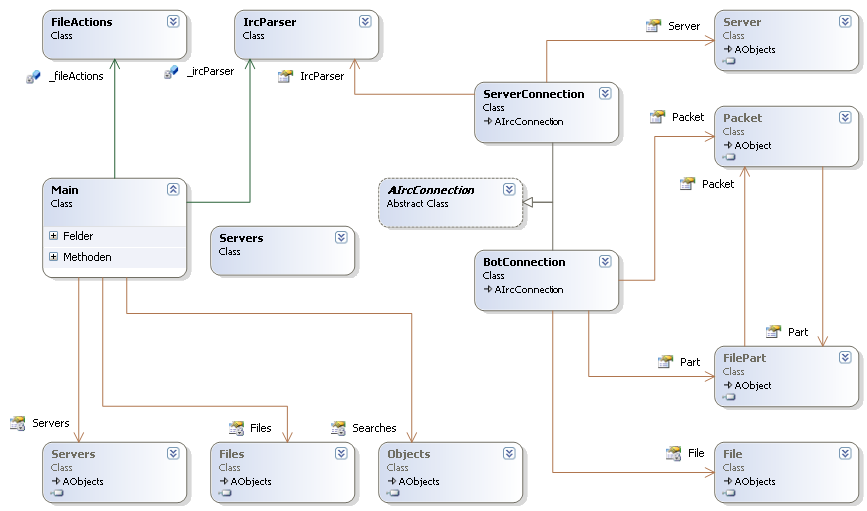 FileActions
Class
IrcParser
Class
Server
Class
AObjects
Server
_fileActions
_ircParser
IrcParser
ServerConnection
Class
AIrcConnection
Packet
Packet
Class
AObject
Packet
Main
Class
Felder
Methoden
AIrcConnection
Abstract Class
Servers
Class
BotConnection
Class
AIrcConnection
Part
Part
FilePart
Class
AObject
Servers
Files
Searches
File
Servers
Class
AObjects
Files
Class
AObjects
Objects
Class
AObjects
File
Class
AObjects